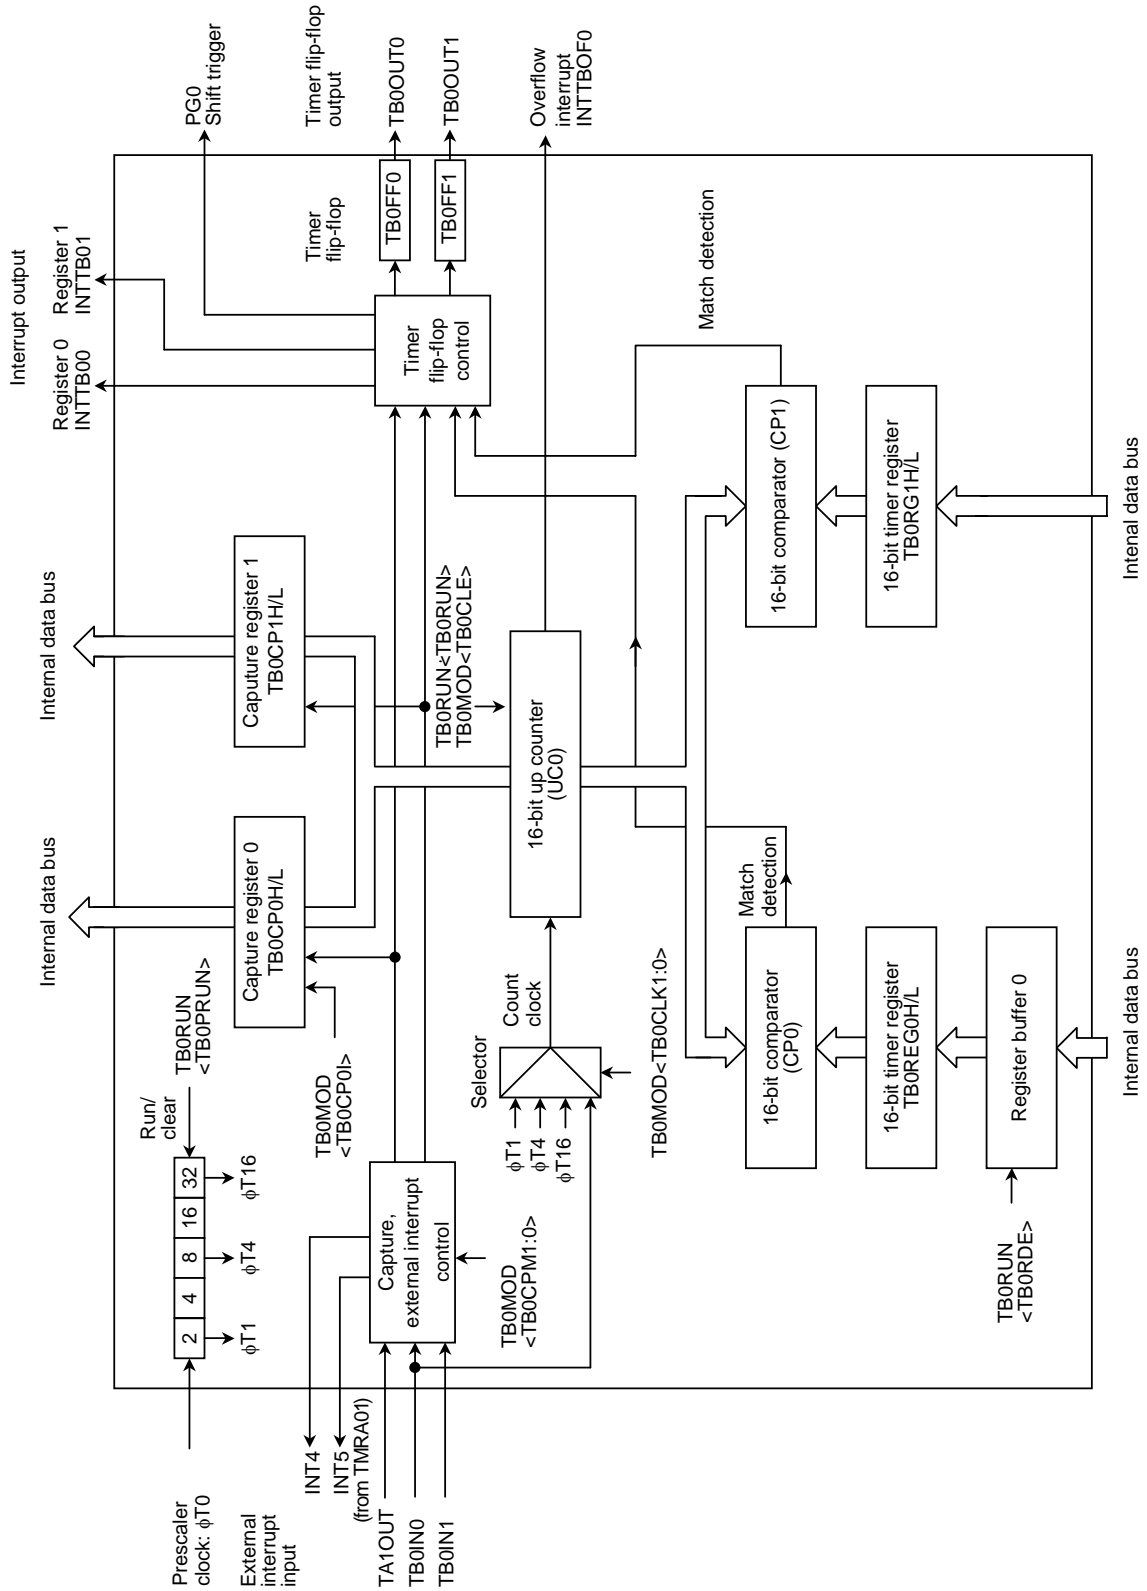 Prescaler
clock: ϕT0
2
4
8
16
32
ϕT1
ϕT4
ϕT16
Run/
clear
TB0RUN
<TB0PRUN>
External
interrupt
input
INT4
INT5
(from TMRA01)
TA1OUT
TB0IN0
TB0IN1
Capture,
external interrupt
control
TB0MOD
<TB0CPM1:0>
TB0MOD
<TB0CP0I>
Internal data bus
Capture register 0
TB0CP0H/L
Internal data bus
Caputure register 1
TB0CP1H/L
Interrupt output
Register 0
INTTB00
Register 1
INTTB01
PG0
Shift trigger
Timer
flip-flop
control
Timer
flip-flop
TB0FF0
TB0FF1
Timer flip-flop
output
TB0OUT0
TB0OUT1
Overflow
interrupt
INTTBOF0
TB0RUN<TB0RUN>
TB0MOD<TB0CLE>
Selector
ϕT1
ϕT4
ϕT16
Count
clock
TB0MOD<TB0CLK1:0>
16-bit up counter
(UC0)
Match
detection
Match detection
16-bit comparator
(CP0)
16-bit comparator (CP1)
16-bit timer register
TB0REG0H/L
16-bit timer register
TB0RG1H/L
Register buffer 0
TB0RUN
<TB0RDE>
Internal data bus
Intenal data bus